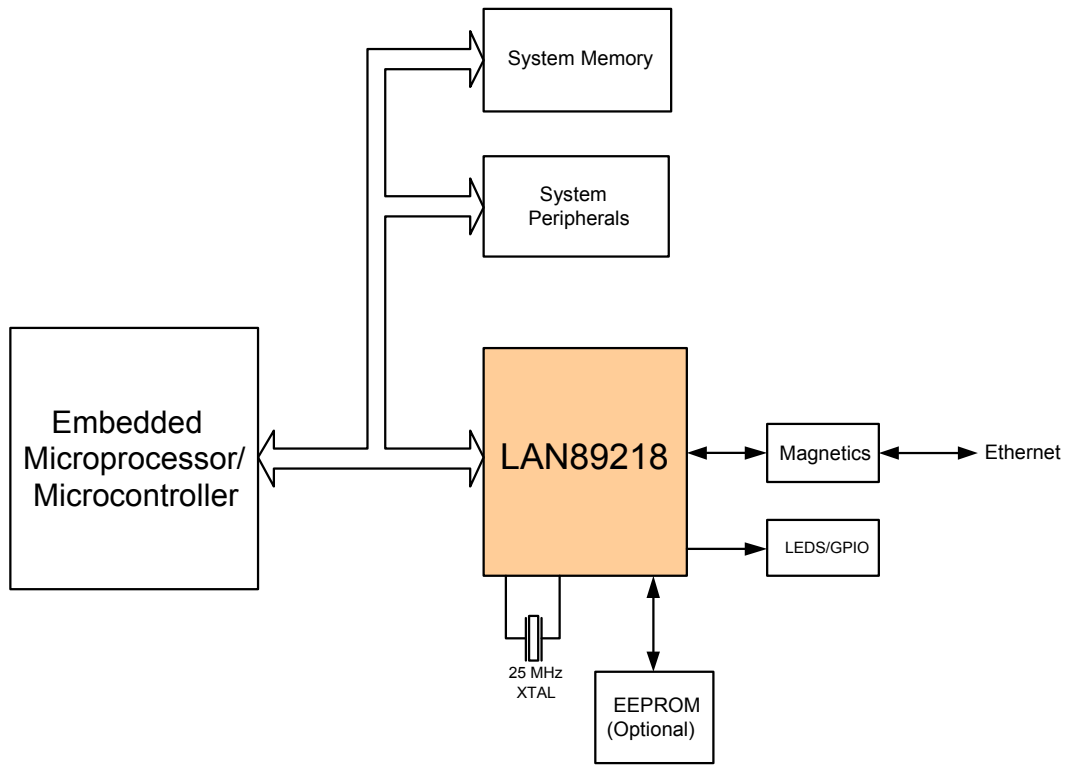 System Memory
System
Peripherals
Embedded
Microprocessor/
Microcontroller
LAN89218
Magnetics
Ethernet
LEDS/GPIO
25 MHz
XTAL
EEPROM
(Optional)